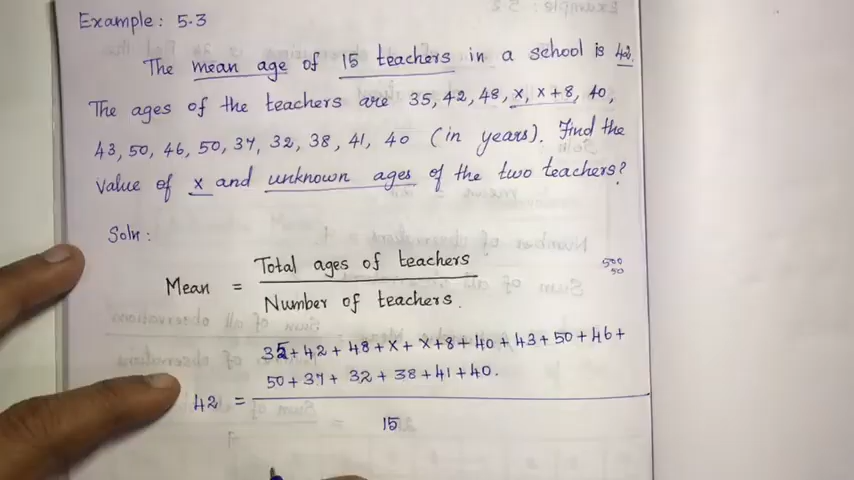 Example: 5.3
The mean age of 15 teachers in a school is 42.
The ages of the teachers are 35, 42, 48, x, x+8, 40,
43, 50, 46, 50, 37, 32, 38, 41, 40 (in years). Find the
value of x and unknown ages of the two teachers?
Soln:
Mean = Total ages of teachers
Number of teachers.
500
50
35+42+48+x+x+8+40+43+50+46+
50+37+32+38+41+40.
42 =
15